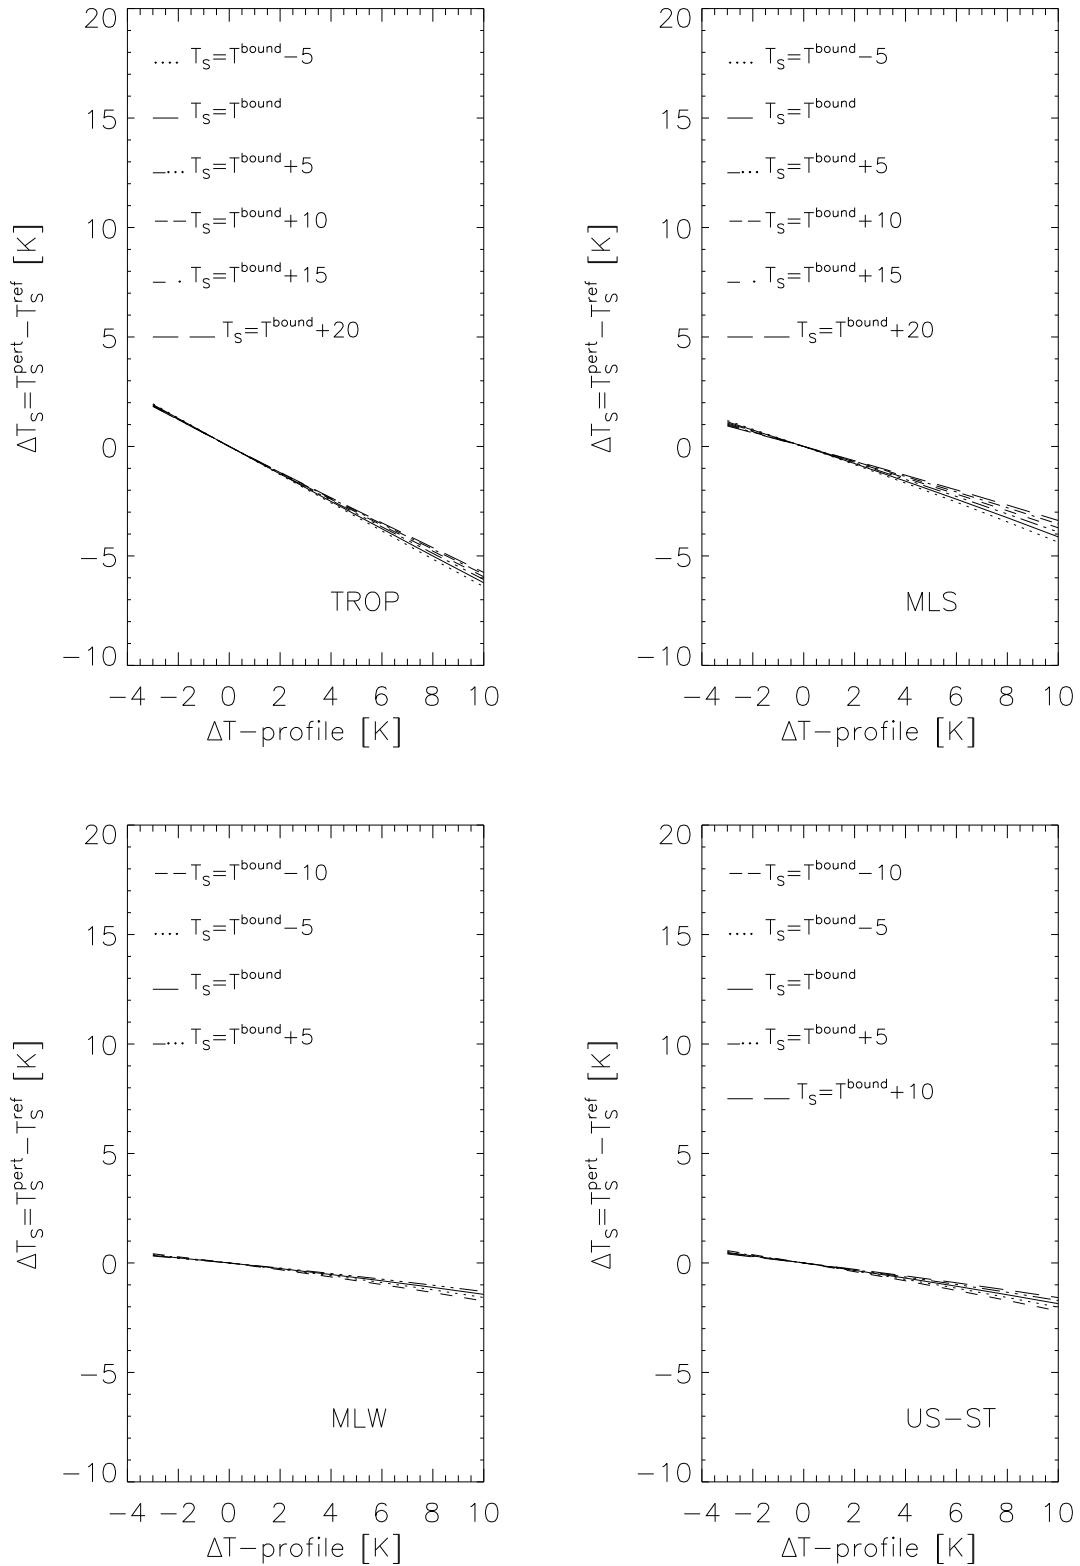 20
15
10
5
0
−5
−10
ΔT_S=T_S^pert−T_S^ref [K]
.... T_S=T^bound−5
— T_S=T^bound
—... T_S=T^bound+5
−−− T_S=T^bound+10
− · T_S=T^bound+15
— — T_S=T^bound+20
TROP
−4 −2 0 2 4 6 8 10
ΔT−profile [K]
20
15
10
5
0
−5
−10
ΔT_S=T_S^pert−T_S^ref [K]
.... T_S=T^bound−5
— T_S=T^bound
—... T_S=T^bound+5
−−− T_S=T^bound+10
− · T_S=T^bound+15
— — T_S=T^bound+20
MLS
−4 −2 0 2 4 6 8 10
ΔT−profile [K]
20
15
10
5
0
−5
−10
ΔT_S=T_S^pert−T_S^ref [K]
−− T_S=T^bound−10
.... T_S=T^bound−5
— T_S=T^bound
—... T_S=T^bound+5
MLW
−4 −2 0 2 4 6 8 10
ΔT−profile [K]
20
15
10
5
0
−5
−10
ΔT_S=T_S^pert−T_S^ref [K]
−− T_S=T^bound−10
.... T_S=T^bound−5
— T_S=T^bound
—... T_S=T^bound+5
— — T_S=T^bound+10
US−ST
−4 −2 0 2 4 6 8 10
ΔT−profile [K]